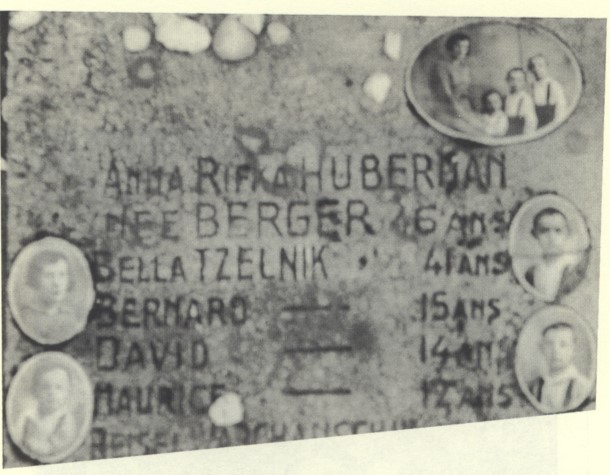 ANNA RIFKA HUBERMAN
NEE BERGER 46 ANS
BELLA TZELNIK 41 ANS
BERNARD — 15 ANS
DAVID — 14 ANS
MAURICE — 12 ANS